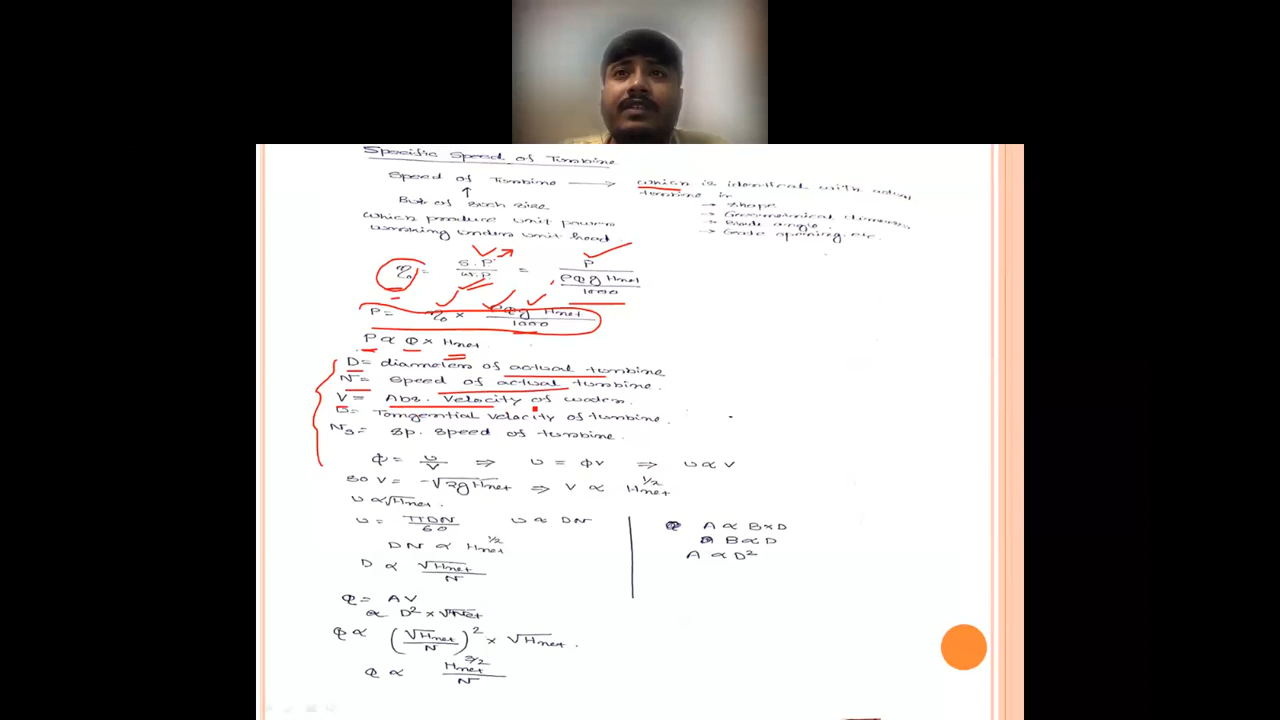 Specific Speed of Turbine
Speed of Turbine → which is identical with actual
↑ turbine in
But of such size → shape
which produce unit power → Geometrical dimension
working under unit head → Blade angle.
→ Gate opening. etc.
η₀ = S.P / W.P = P / (ρQg Hnet / 1000)
P = η₀ × ρQg Hnet / 1000
P ∝ Q × Hnet
D = diameter of actual turbine
N = Speed of actual turbine.
V = Abs. Velocity of water.
U = Tangential velocity of turbine.
Ns = Sp. speed of turbine.
φ = U / V ⇒ U = φV ⇒ U ∝ V
SO V = √2gHnet ⇒ V ∝ Hnet^1/2
U ∝ √Hnet.
U = πDN / 60 U ∝ DN
DN ∝ Hnet^1/2
D ∝ √Hnet / N
A ∝ B × D
B ∝ D
A ∝ D²
Q = AV
∝ D² × √Hnet
Q ∝ (√Hnet / N)² × √Hnet.
Q ∝ Hnet^3/2 / N